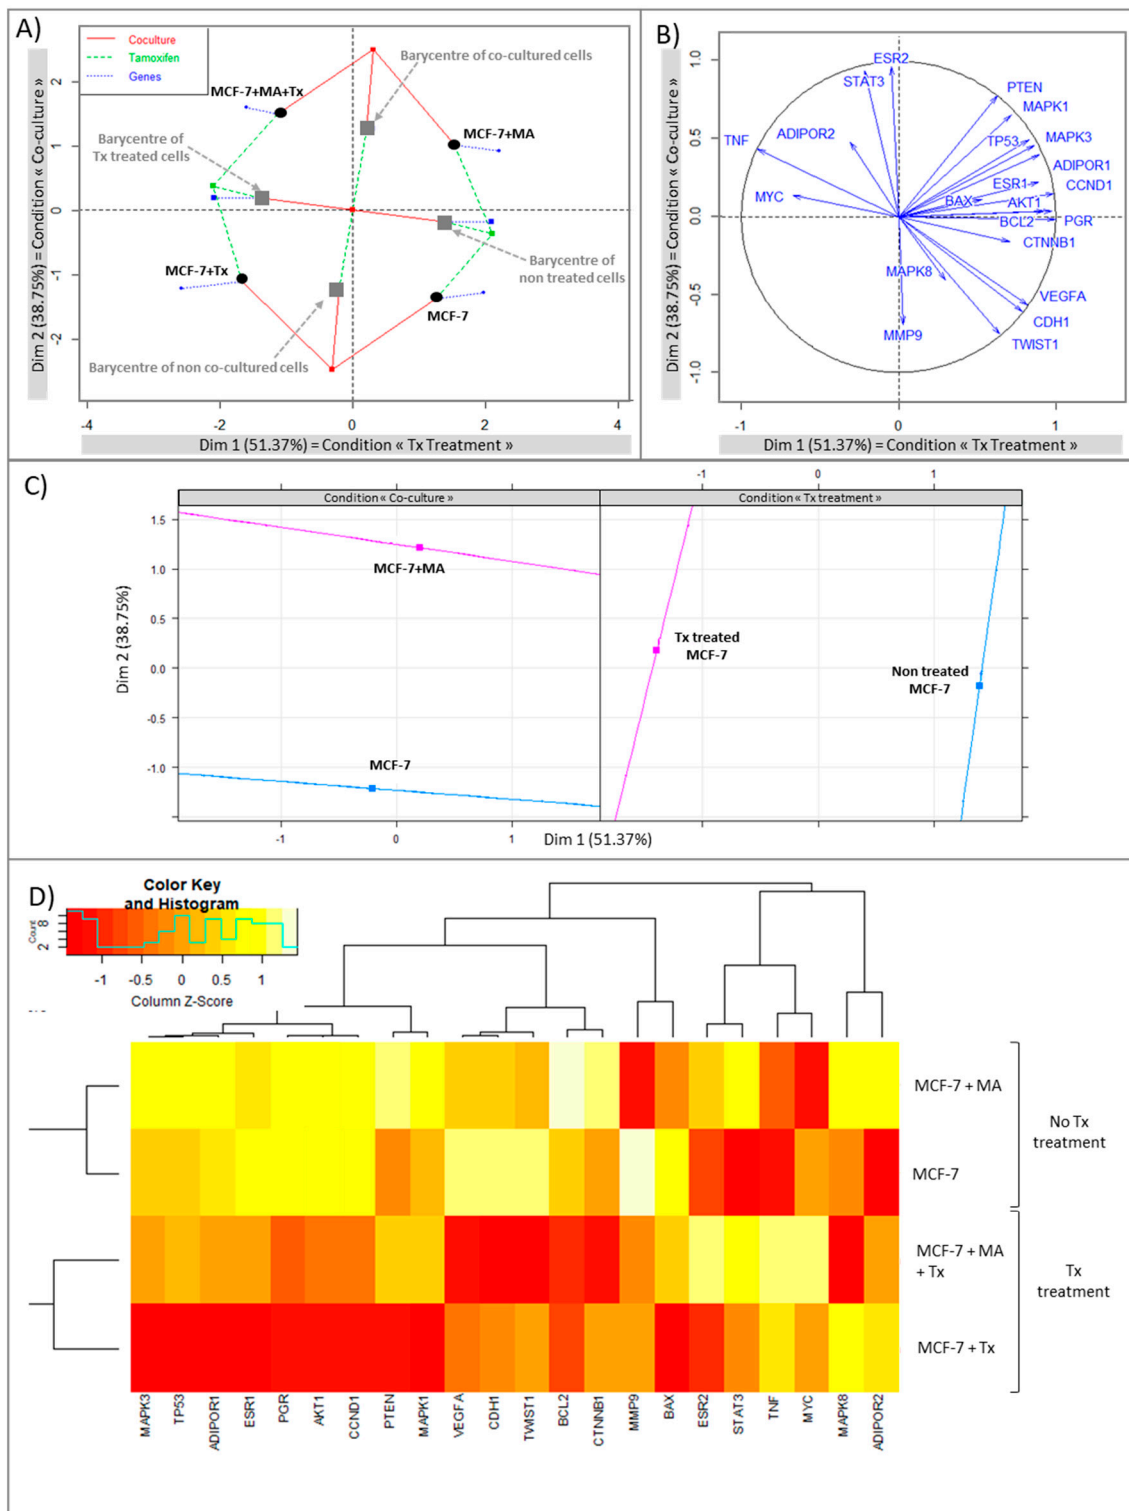 A)
Coculture
Tamoxifen
Genes
Barycentre of co-cultured cells
MCF-7+MA+Tx
MCF-7+MA
Barycentre of
Tx treated cells
MCF-7+Tx
Barycentre of
non treated cells
MCF-7
Barycentre of non co-cultured cells
Dim 2 (38.75%) = Condition « Co-culture »
2
1
0
-1
-2
-4
-2
0
2
4
Dim 1 (51.37%) = Condition « Tx Treatment »
B)
ESR2
STAT3
PTEN
MAPK1
ADIPOR2
TNF
TP53
MAPK3
ADIPOR1
MYC
ESR1
CCND1
BAX
AKT1
BCL2
PGR
CTNNB1
MAPK8
VEGFA
MMP9
CDH1
TWIST1
Dim 2 (38.75%) = Condition « Co-culture »
1.0
0.5
0.0
-0.5
-1.0
-1
0
1
Dim 1 (51.37%) = Condition « Tx Treatment »
C)
-1
0
1
Condition « Co-culture »
Condition « Tx treatment »
1.5
1.0
0.5
0.0
-0.5
-1.0
Dim 2 (38.75%)
MCF-7+MA
MCF-7
Tx treated
MCF-7
Non treated
MCF-7
-1
0
1
Dim 1 (51.37%)
D)
Color Key
and Histogram
Count
8
2
-1
-0.5
0
0.5
1
Column Z-Score
MCF-7 + MA
MCF-7
No Tx
treatment
MCF-7 + MA
+ Tx
MCF-7 + Tx
Tx
treatment
MAPK3
TP53
ADIPOR1
ESR1
PGR
AKT1
CCND1
PTEN
MAPK1
VEGFA
CDH1
TWIST1
BCL2
CTNNB1
MMP9
BAX
ESR2
STAT3
TNF
MYC
MAPK8
ADIPOR2